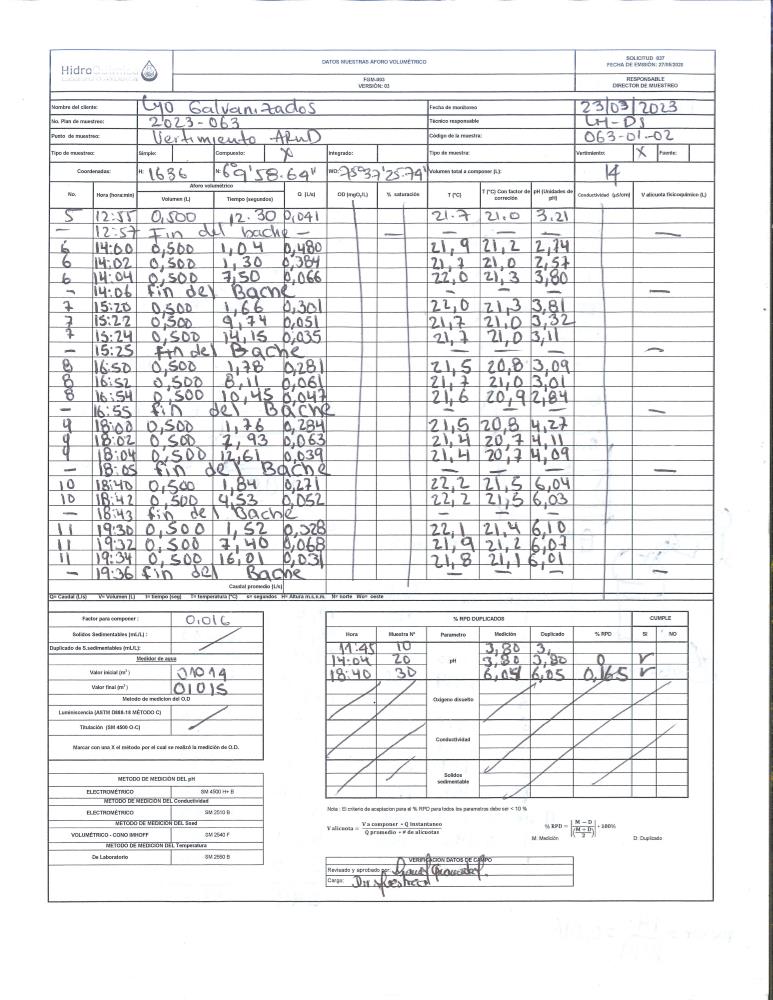 HidroQuímica
DATOS MUESTRAS AFORO VOLUMÉTRICO
SOLICITUD 037
FECHA DE EMISIÓN: 27/05/2020
FGM-003
VERSIÓN: 03
RESPONSABLE
DIRECTOR DE MUESTREO
Nombre del cliente: Cyo Galvanizados Fecha de monitoreo 23/03/2023
No. Plan de muestreo: 2023-063 Técnico responsable LH-DS
Punto de muestreo: Vertimiento ARnD Código de la muestra: 063-01-02
Tipo de muestreo: Simple: Compuesto: X Integrado: Tipo de muestra: Vertimiento: X Fuente:
Coordenadas: H: 1636 N: 6°9'58.64" WO: 75°37'25.74" Volumen total a componer (L): 14
No. Hora (hora:min) Aforo volumétrico Volumen (L) Tiempo (segundos) Q (L/s) OD (mgO₂/L) % saturación T (°C) T (°C) Con factor de corrección pH (Unidades de pH) Conductividad (µs/cm) V alicuota fisicoquímico (L)
5 12:55 0,500 12.30 0,041 21.7 21.0 3.21
— 12:57 Fin del bache — — — — — —
6 14:00 0,500 1,04 0,480 21,9 21,2 2,74
6 14:02 0,500 1,30 0,384 21,7 21,0 2,57
6 14:04 0,500 7,50 0,066 22,0 21,3 3,80
— 14:06 fin del Bache — — — —
7 15:20 0,500 1,66 0,301 22,0 21,3 3,81
7 15:22 0,500 9,74 0,051 21,7 21,0 3,32
7 15:24 0,500 14,15 0,035 21,7 21,0 3,11
— 15:25 fin del Bache — — — —
8 16:50 0,500 1,78 0,281 21,5 20,8 3,09
8 16:52 0,500 8,11 0,061 21,7 21,0 3,01
8 16:54 0,500 10,45 0,047 21,6 20,9 2,84
— 16:55 fin del Bache — — — —
9 18:00 0,500 1,76 0,284 21,5 20,8 4,27
9 18:02 0,500 7,93 0,063 21,4 20,7 4,11
9 18:04 0,500 12,61 0,039 21,4 20,7 4,09
— 18:05 fin del Bache — — — —
10 18:40 0,500 1,84 0,271 22,2 21,5 6,04
10 18:42 0,500 9,53 0,052 22,2 21,5 6,03
— 18:43 fin del Bache — — — —
11 19:30 0,500 1,52 0,328 22,1 21,4 6,10
11 19:32 0,500 7,40 0,068 21,9 21,2 6,07
11 19:34 0,500 16,01 0,031 21,8 21,1 6,01
— 19:36 fin del Bache — — — —
Caudal promedio (L/s)
Q= Caudal (L/s) V= Volumen (L) t= tiempo (seg) T= temperatura (°C) s= segundos H= Altura m.s.n.m. N= norte Wo= oeste
Factor para componer: 0,016
Solidos Sedimentables (mL/L) :
Duplicado de S.sedimentables (mL/L):
Medidor de agua
Valor inicial (m³) 01014
Valor final (m³) 01015
Metodo de medicion del O.D
Luminiscencia (ASTM D888-18 MÉTODO C)
Titulación (SM 4500 O-C)
Marcar con una X el método por el cual se realizó la medición de O.D.
% RPD DUPLICADOS CUMPLE
Hora Muestra N° Parametro Medición Duplicado % RPD SI NO
11:45 10 3,80 3,
14:04 20 pH 3,80 3,80 0 ✓
18:40 30 6,04 6,05 0,165 ✓
Oxigeno disuelto
Conductividad
Solidos sedimentable
METODO DE MEDICIÓN DEL pH
ELECTROMÉTRICO SM 4500 H+ B
METODO DE MEDICIÓN DEL Conductividad
ELECTROMÉTRICO SM 2510 B
METODO DE MEDICIÓN DEL Ssed
VOLUMÉTRICO - CONO IMHOFF SM 2540 F
METODO DE MEDICIÓN DEL Temperatura
De Laboratorio SM 2550 B
Nota : El criterio de aceptacion para el % RPD para todos los parametros debe ser < 10 %
V alicuota = V a componer * Q instantaneo / Q promedio * # de alicuotas
% RPD = |M − D / (M + D / 2)| * 100%
M: Medición D: Duplicado
VERIFICACION DATOS DE CAMPO
Revisado y aprobado por:
Cargo: